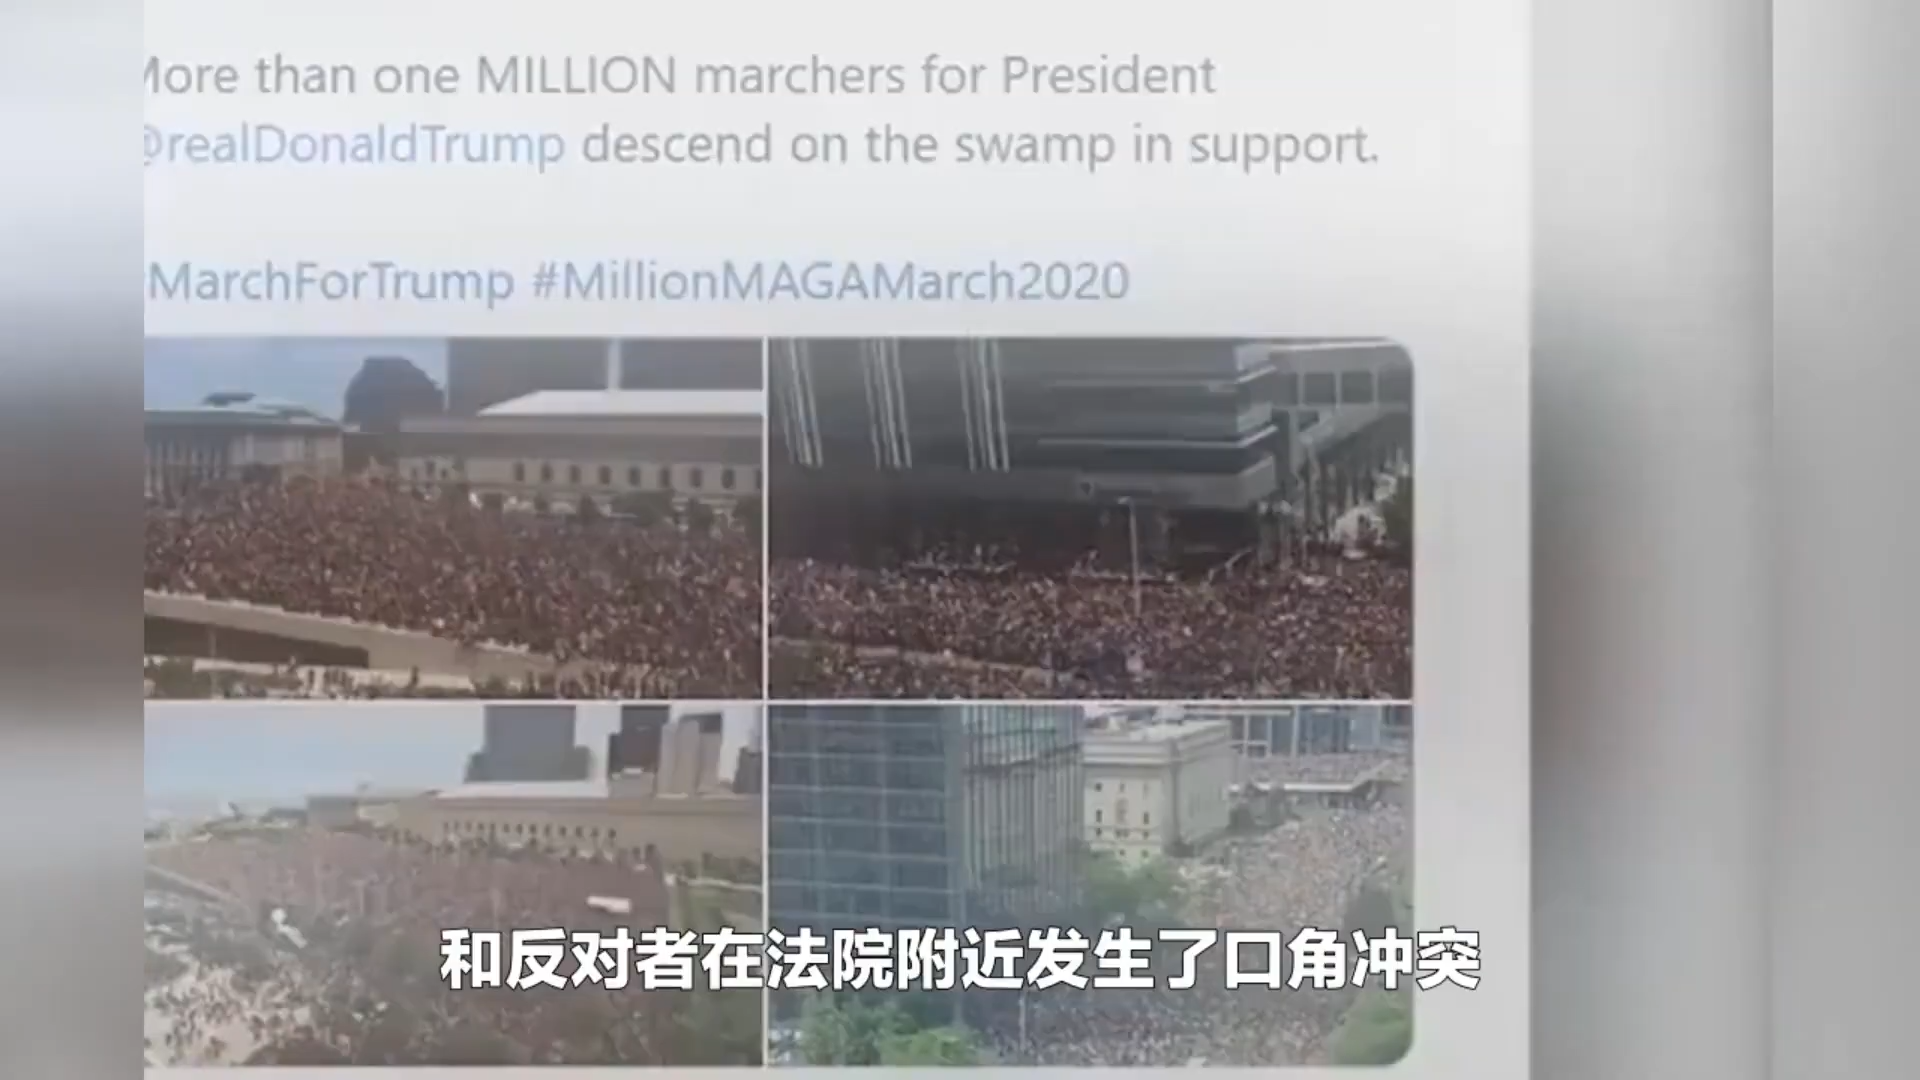 More than one MILLION marchers for President
@realDonaldTrump descend on the swamp in support.
#MarchForTrump #MillionMAGAMarch2020
和反对者在法院附近发生了口角冲突